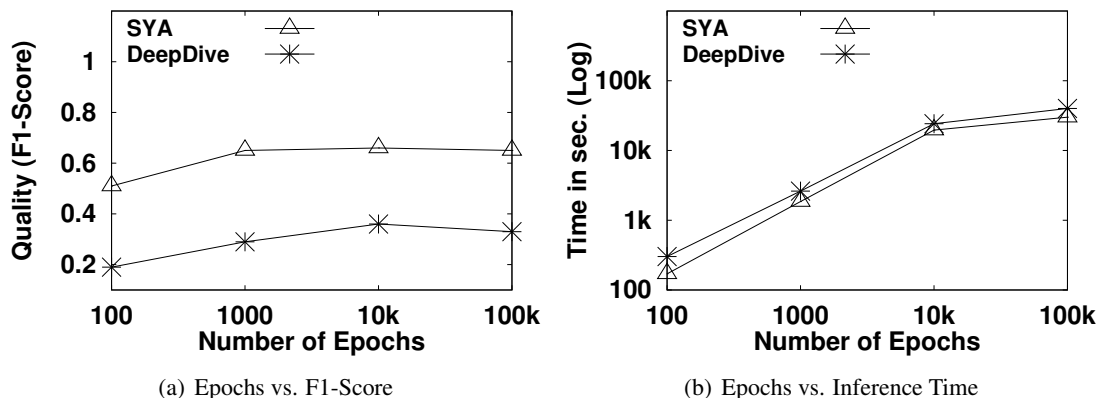 SYA
DeepDive
Quality (F1-Score)
1
0.8
0.6
0.4
0.2
100 1000 10k 100k
Number of Epochs
(a) Epochs vs. F1-Score
SYA
DeepDive
Time in sec. (Log)
100k
10k
1k
100
100 1000 10k 100k
Number of Epochs
(b) Epochs vs. Inference Time